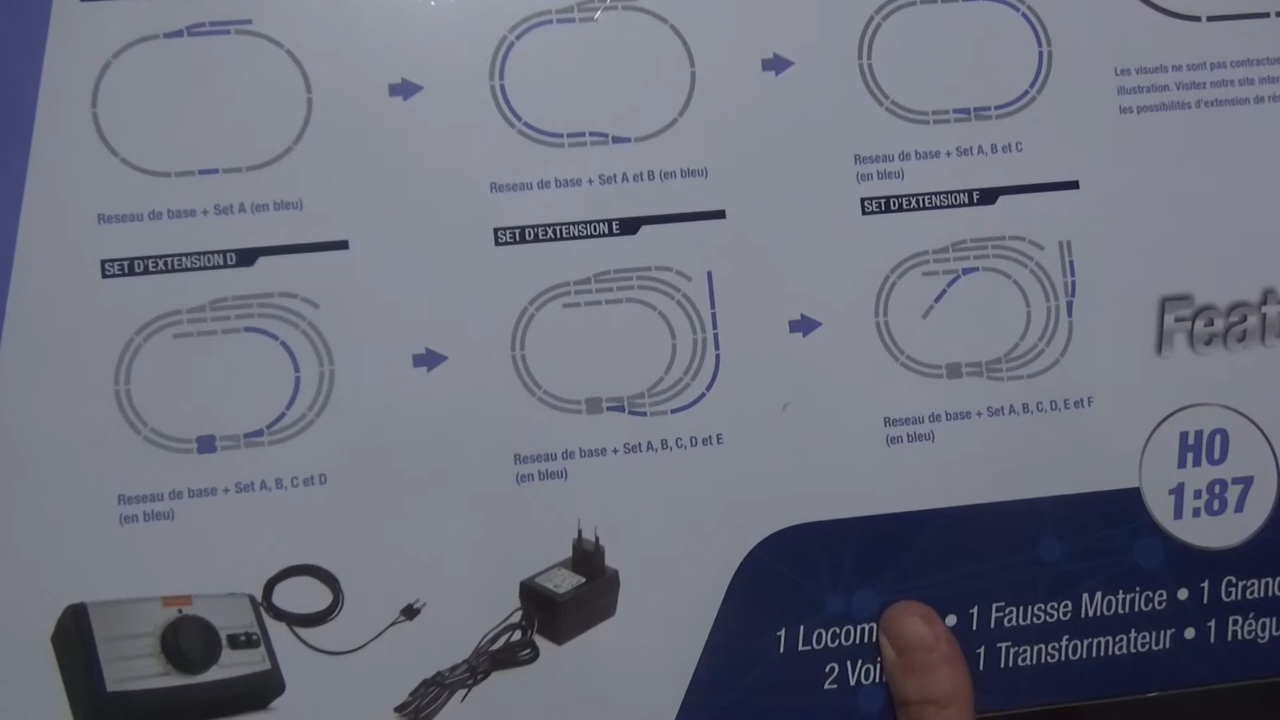 Les visuels ne sont pas
illustration. Visitez notre site
les possibilités d'extension de
Reseau de base + Set A (en bleu)
Reseau de base + Set A et B (en bleu)
Reseau de base + Set A, B et C
(en bleu)
SET D'EXTENSION D
SET D'EXTENSION E
SET D'EXTENSION F
Reseau de base + Set A, B, C et D
(en bleu)
Reseau de base + Set A, B, C, D et E
(en bleu)
Reseau de base + Set A, B, C, D, E et F
(en bleu)
Feat
HO
1:87
1 Locom • 1 Fausse Motrice • 1 Grand
2 Voi 1 Transformateur • 1 Régu